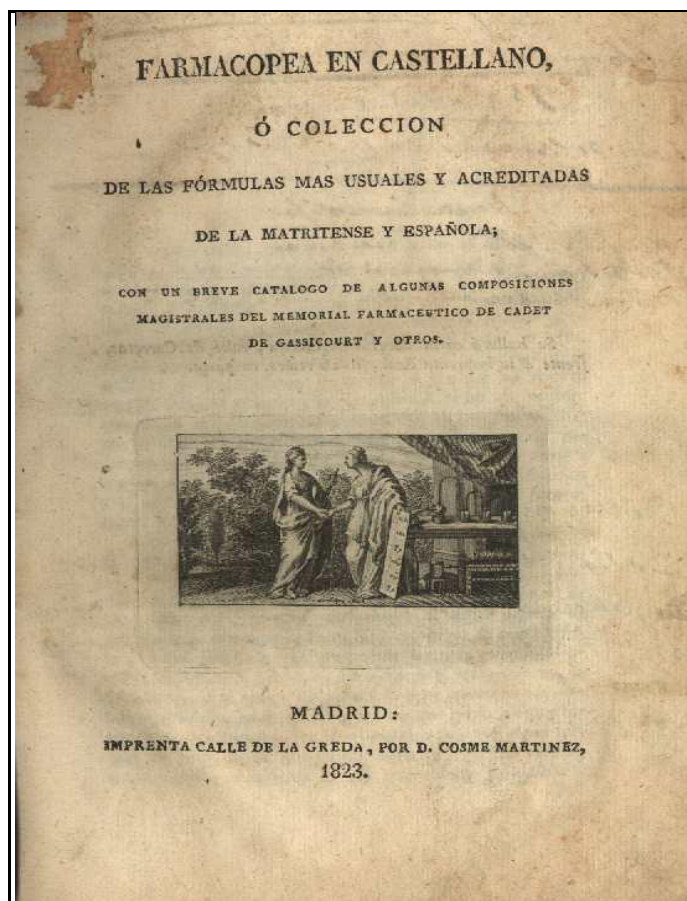 FARMACOPEA EN CASTELLANO,
Ó COLECCION
DE LAS FÓRMULAS MAS USUALES Y ACREDITADAS
DE LA MATRITENSE Y ESPAÑOLA;
CON UN BREVE CATALOGO DE ALGUNAS COMPOSICIONES
MAGISTRALES DEL MEMORIAL FARMACEUTICO DE CADET
DE GASSICOURT Y OTROS.
MADRID:
IMPRENTA CALLE DE LA GREDA, POR D. COSME MARTINEZ,
1823.